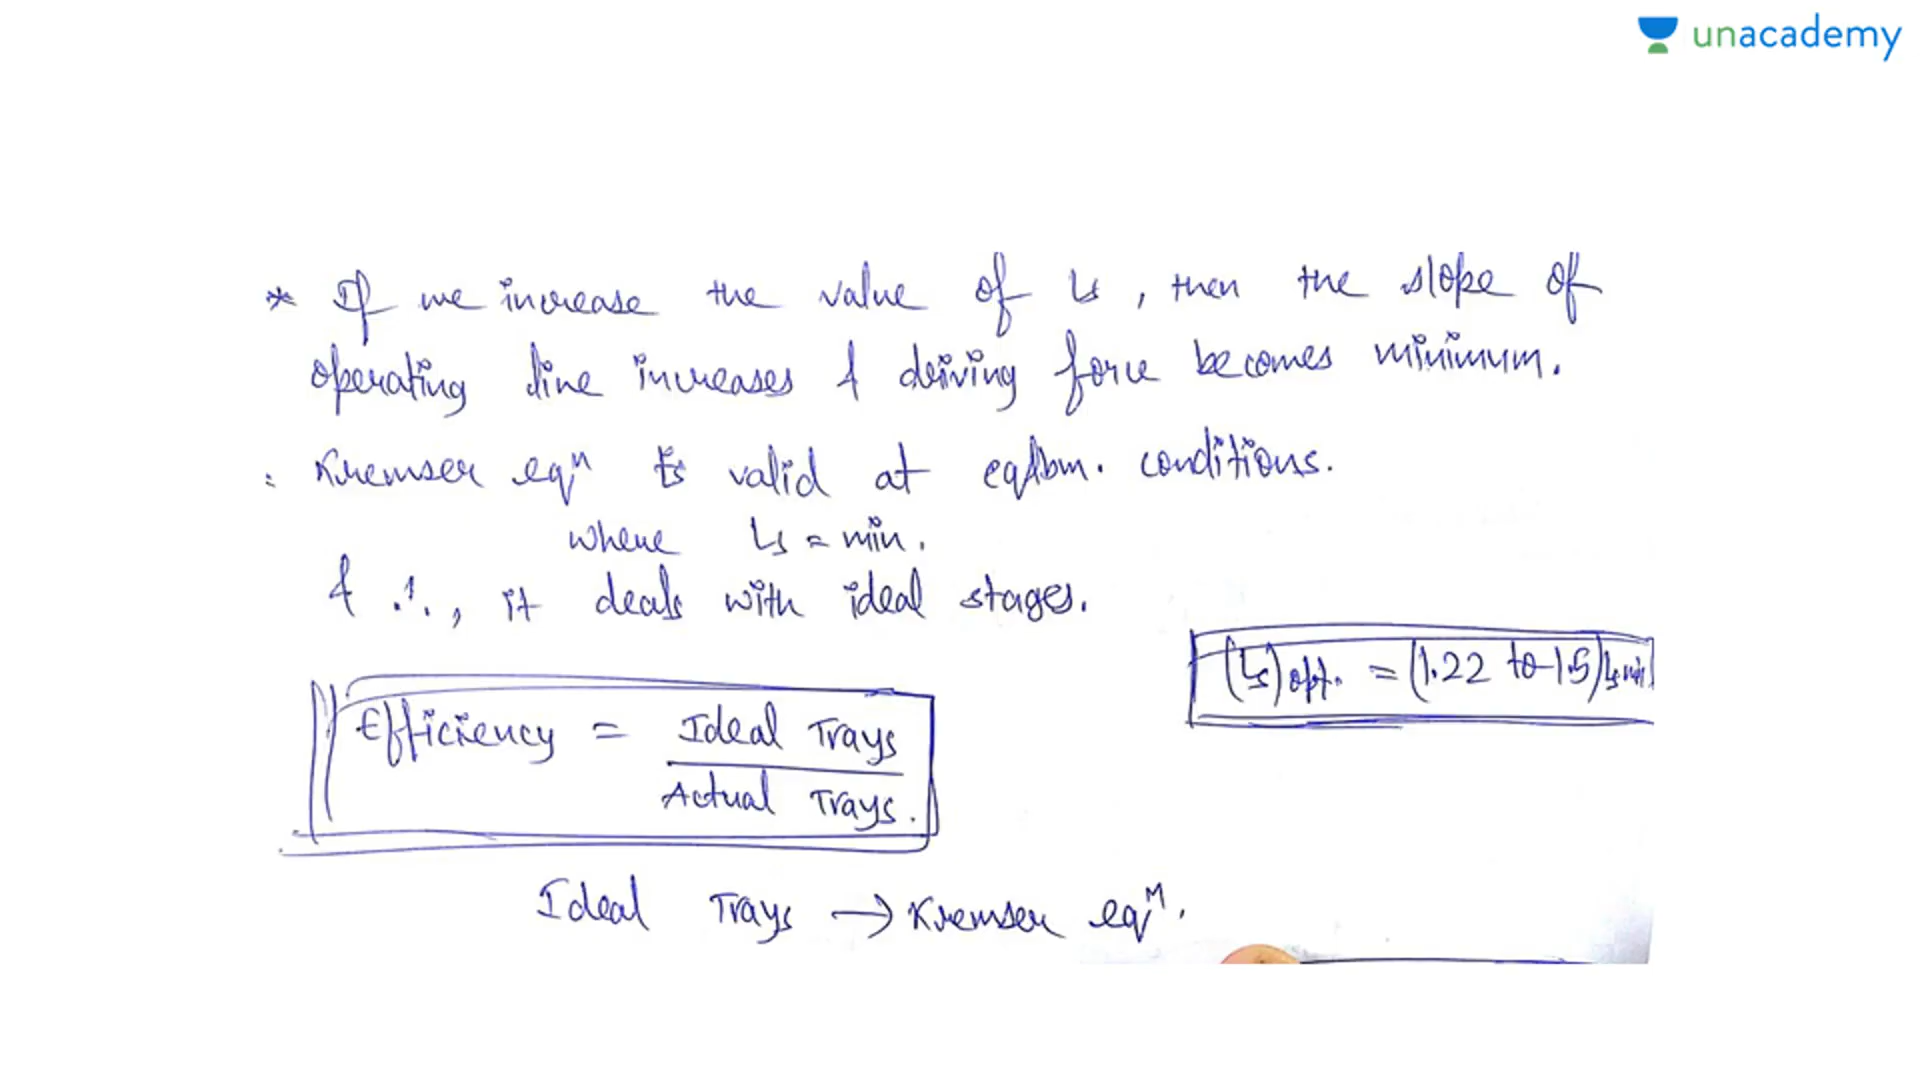 unacademy
* If we increase the value of Ls, then the slope of
operating line increases & driving force becomes minimum.
: Kremser eqⁿ is valid at eqlbm. conditions.
where Ls = min.
& ∴, it deals with ideal stages.
(Ls)opt. = (1.22 to 1.5)Ls min
Efficiency = Ideal Trays
Actual Trays.
Ideal Trays → Kremser eqⁿ.